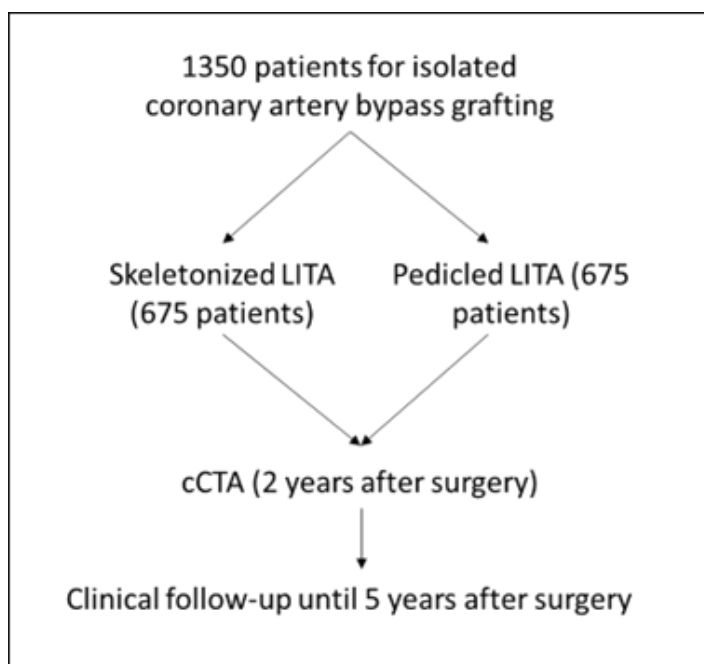 1350 patients for isolated
coronary artery bypass grafting
Skeletonized LITA
(675 patients)
Pedicled LITA (675
patients)
cCTA (2 years after surgery)
Clinical follow-up until 5 years after surgery